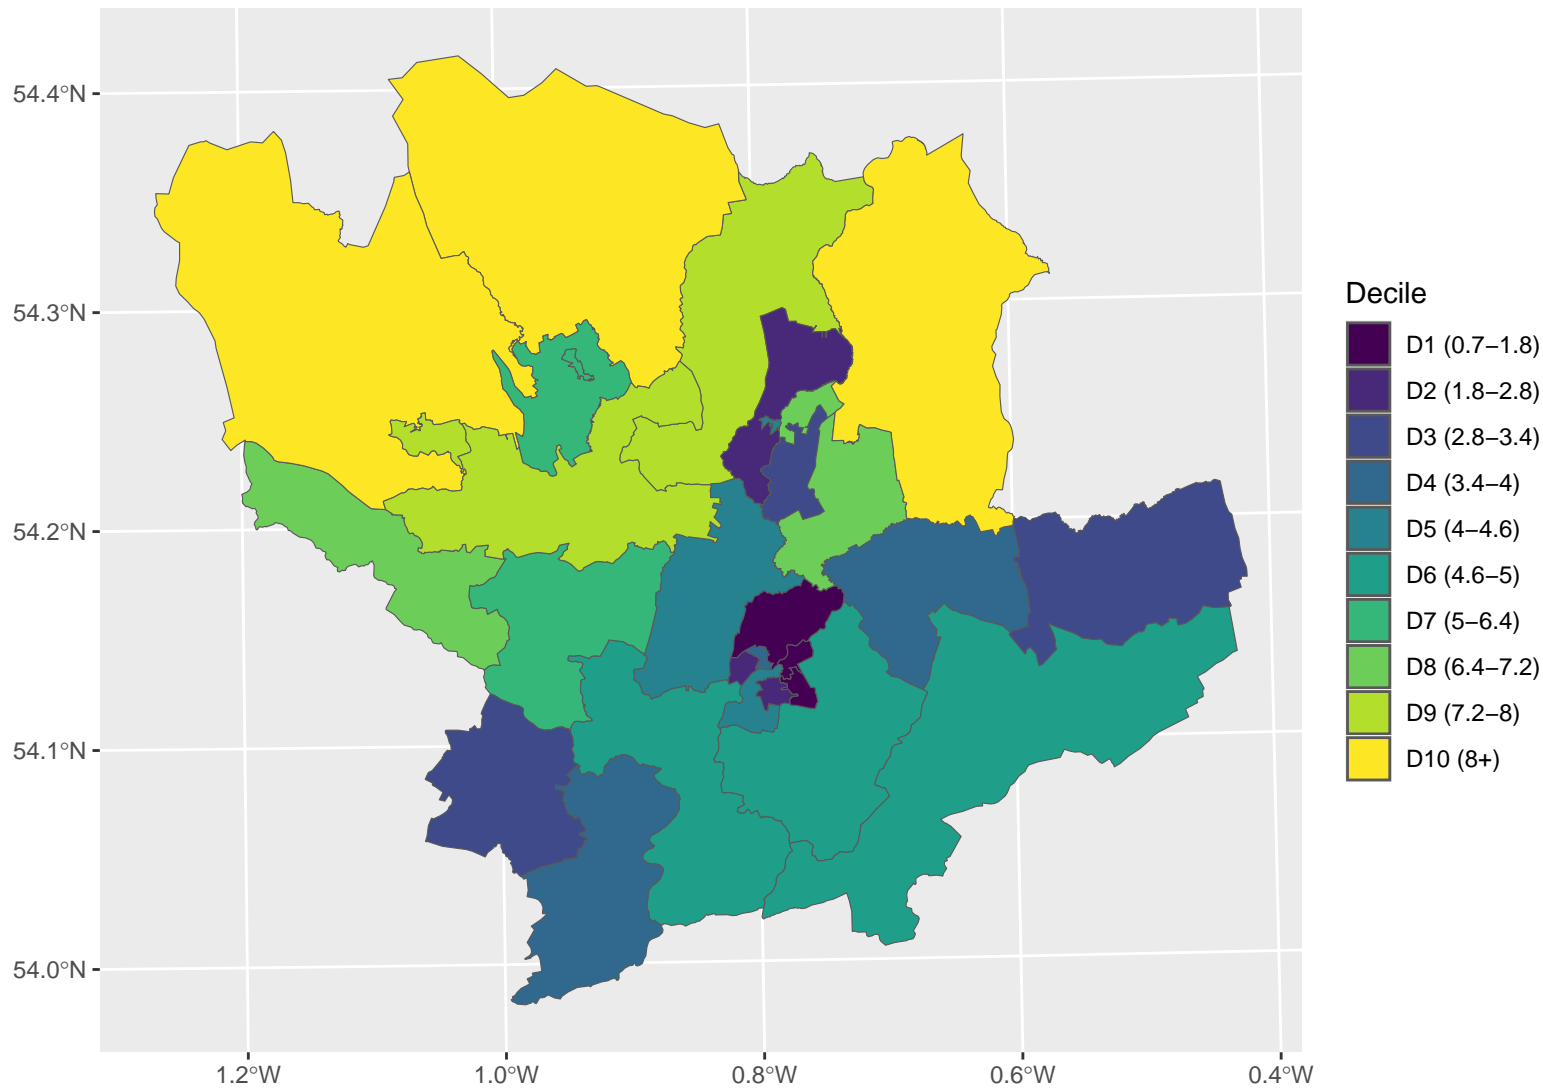 54.4°N
54.3°N
54.2°N
54.1°N
54.0°N
1.2°W
1.0°W
0.8°W
0.6°W
0.4°W
Decile
D1 (0.7–1.8)
D2 (1.8–2.8)
D3 (2.8–3.4)
D4 (3.4–4)
D5 (4–4.6)
D6 (4.6–5)
D7 (5–6.4)
D8 (6.4–7.2)
D9 (7.2–8)
D10 (8+)